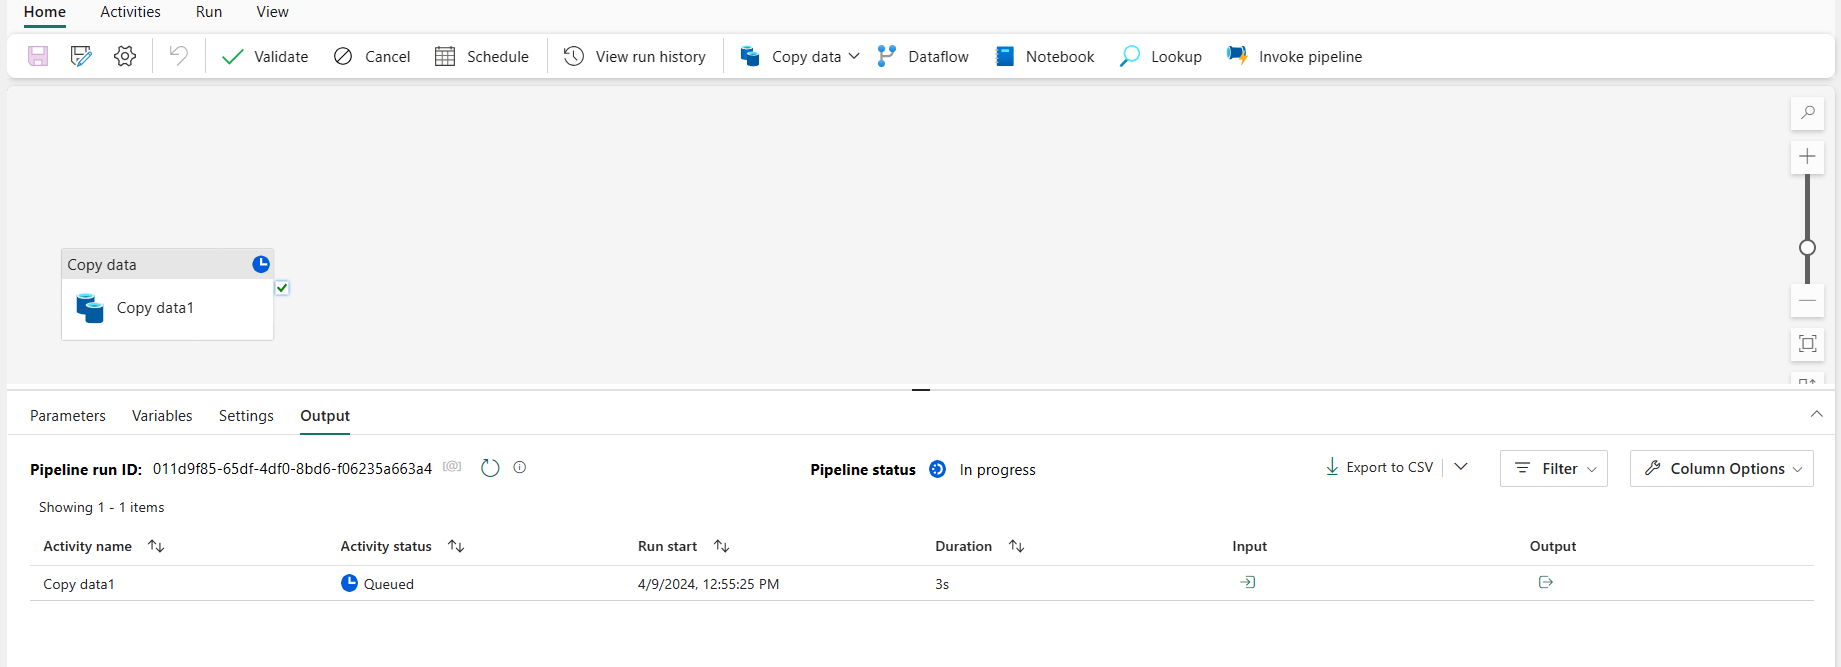 Home Activities Run View
Validate Cancel Schedule View run history Copy data Dataflow Notebook Lookup Invoke pipeline
Copy data
Copy data1
Parameters Variables Settings Output
Pipeline run ID: 011d9f85-65df-4df0-8bd6-f06235a663a4 [@] Pipeline status In progress Export to CSV Filter Column Options
Showing 1 - 1 items
Activity name Activity status Run start Duration Input Output
Copy data1 Queued 4/9/2024, 12:55:25 PM 3s